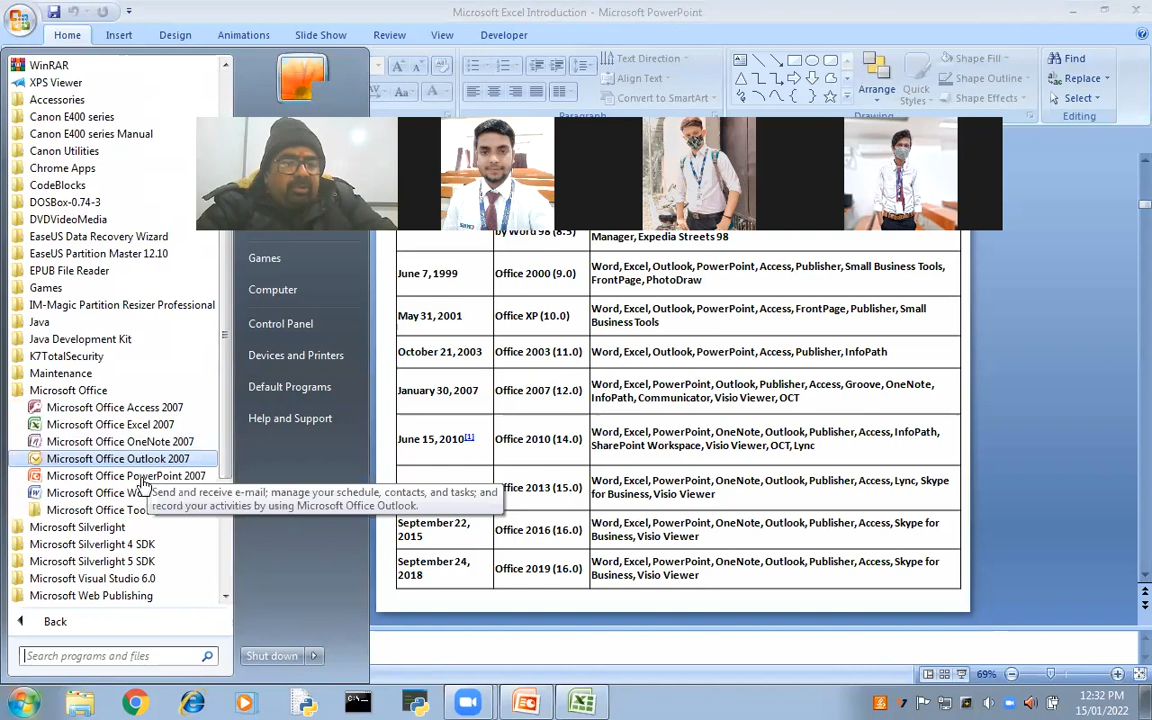 Microsoft Excel Introduction - Microsoft PowerPoint
Home Insert Design Animations Slide Show Review View Developer
WinRAR
XPS Viewer
Accessories
Canon E400 series
Canon E400 series Manual
Canon Utilities
Chrome Apps
CodeBlocks
DOSBox-0.74-3
DVDVideoMedia
EaseUS Data Recovery Wizard
EaseUS Partition Master 12.10
EPUB File Reader
Games
IM-Magic Partition Resizer Professional
Java
Java Development Kit
K7TotalSecurity
Maintenance
Microsoft Office
Microsoft Office Access 2007
Microsoft Office Excel 2007
Microsoft Office OneNote 2007
Microsoft Office Outlook 2007
Microsoft Office PowerPoint 2007
Microsoft Office W
Microsoft Office Too
Microsoft Silverlight
Microsoft Silverlight 4 SDK
Microsoft Silverlight 5 SDK
Microsoft Visual Studio 6.0
Microsoft Web Publishing
Back
Search programs and files
Games
Computer
Control Panel
Devices and Printers
Default Programs
Help and Support
Shut down
Send and receive e-mail; manage your schedule, contacts, and tasks; and
record your activities by using Microsoft Office Outlook.
Text Direction
Align Text
Convert to SmartArt
Paragraph
Arrange
Quick
Styles
Shape Fill
Shape Outline
Shape Effects
Find
Replace
Select
Editing
by Word 98 (8.5)
Manager, Expedia Streets 98
June 7, 1999 Office 2000 (9.0) Word, Excel, Outlook, PowerPoint, Access, Publisher, Small Business Tools,
FrontPage, PhotoDraw
May 31, 2001 Office XP (10.0) Word, Excel, Outlook, PowerPoint, Access, FrontPage, Publisher, Small
Business Tools
October 21, 2003 Office 2003 (11.0) Word, Excel, Outlook, PowerPoint, Access, Publisher, InfoPath
January 30, 2007 Office 2007 (12.0) Word, Excel, PowerPoint, Outlook, Publisher, Access, Groove, OneNote,
InfoPath, Communicator, Visio Viewer, OCT
June 15, 2010[1] Office 2010 (14.0) Word, Excel, PowerPoint, OneNote, Outlook, Publisher, Access, InfoPath,
SharePoint Workspace, Visio Viewer, OCT, Lync
Office 2013 (15.0) Word, Excel, PowerPoint, OneNote, Outlook, Publisher, Access, Lync, Skype
for Business, Visio Viewer
September 22,
2015
Office 2016 (16.0) Word, Excel, PowerPoint, OneNote, Outlook, Publisher, Access, Skype for
Business, Visio Viewer
September 24,
2018
Office 2019 (16.0) Word, Excel, PowerPoint, OneNote, Outlook, Publisher, Access, Skype for
Business, Visio Viewer
69%
12:32 PM
15/01/2022